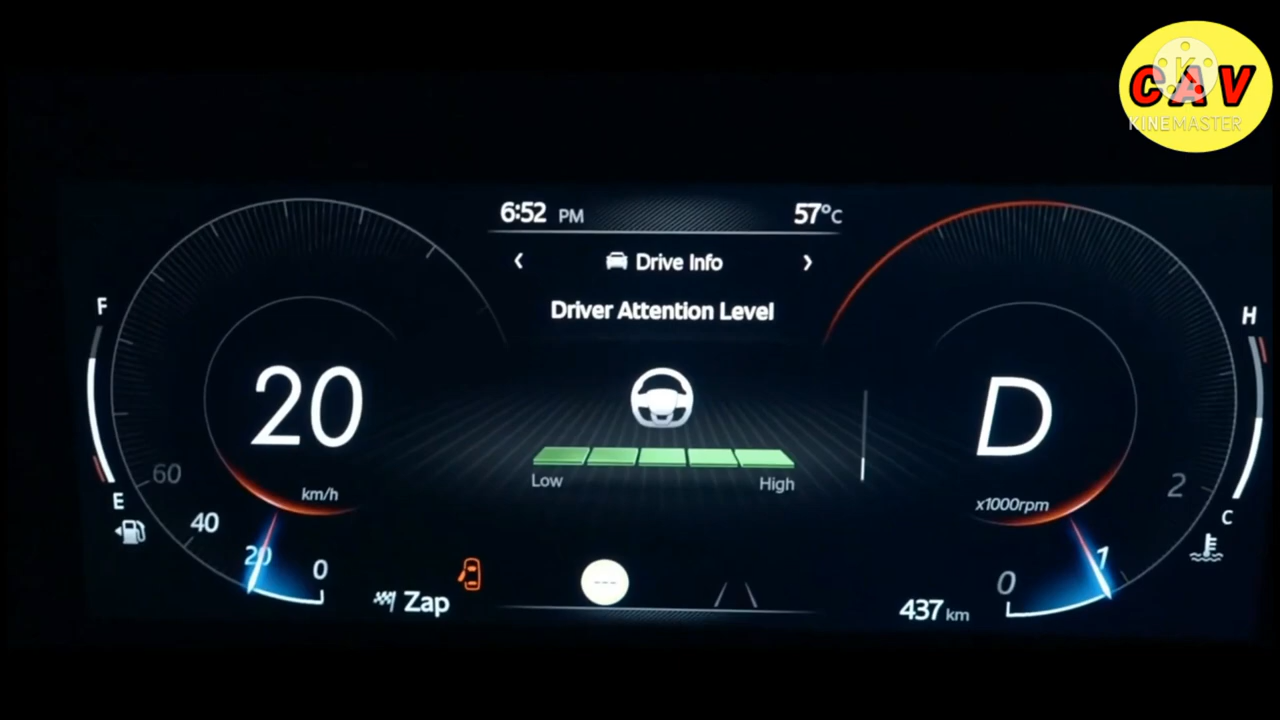 CAV
KINEMASTER
6:52 PM
57°C
Drive Info
Driver Attention Level
F
H
20
D
Low
High
60
km/h
x1000rpm
2
E
C
40
20
0
1
0
Zap
---
437 km